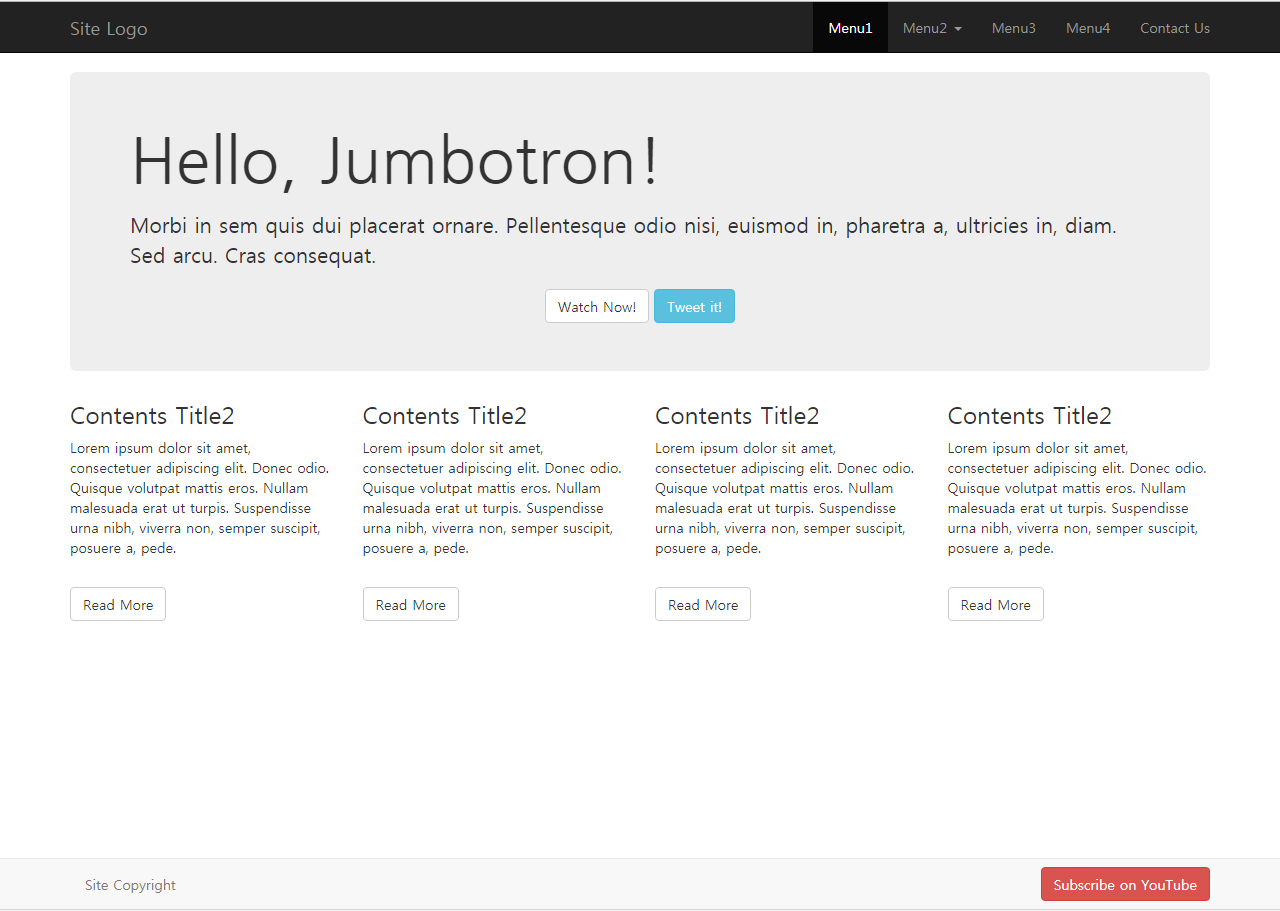 Site Logo
Menu1
Menu2
Menu3
Menu4
Contact Us
Hello, Jumbotron!
Morbi in sem quis dui placerat ornare. Pellentesque odio nisi, euismod in, pharetra a, ultricies in, diam.
Sed arcu. Cras consequat.
Watch Now!
Tweet it!
Contents Title2
Lorem ipsum dolor sit amet,
consectetuer adipiscing elit. Donec odio.
Quisque volutpat mattis eros. Nullam
malesuada erat ut turpis. Suspendisse
urna nibh, viverra non, semper suscipit,
posuere a, pede.
Read More
Contents Title2
Lorem ipsum dolor sit amet,
consectetuer adipiscing elit. Donec odio.
Quisque volutpat mattis eros. Nullam
malesuada erat ut turpis. Suspendisse
urna nibh, viverra non, semper suscipit,
posuere a, pede.
Read More
Contents Title2
Lorem ipsum dolor sit amet,
consectetuer adipiscing elit. Donec odio.
Quisque volutpat mattis eros. Nullam
malesuada erat ut turpis. Suspendisse
urna nibh, viverra non, semper suscipit,
posuere a, pede.
Read More
Contents Title2
Lorem ipsum dolor sit amet,
consectetuer adipiscing elit. Donec odio.
Quisque volutpat mattis eros. Nullam
malesuada erat ut turpis. Suspendisse
urna nibh, viverra non, semper suscipit,
posuere a, pede.
Read More
Site Copyright
Subscribe on YouTube